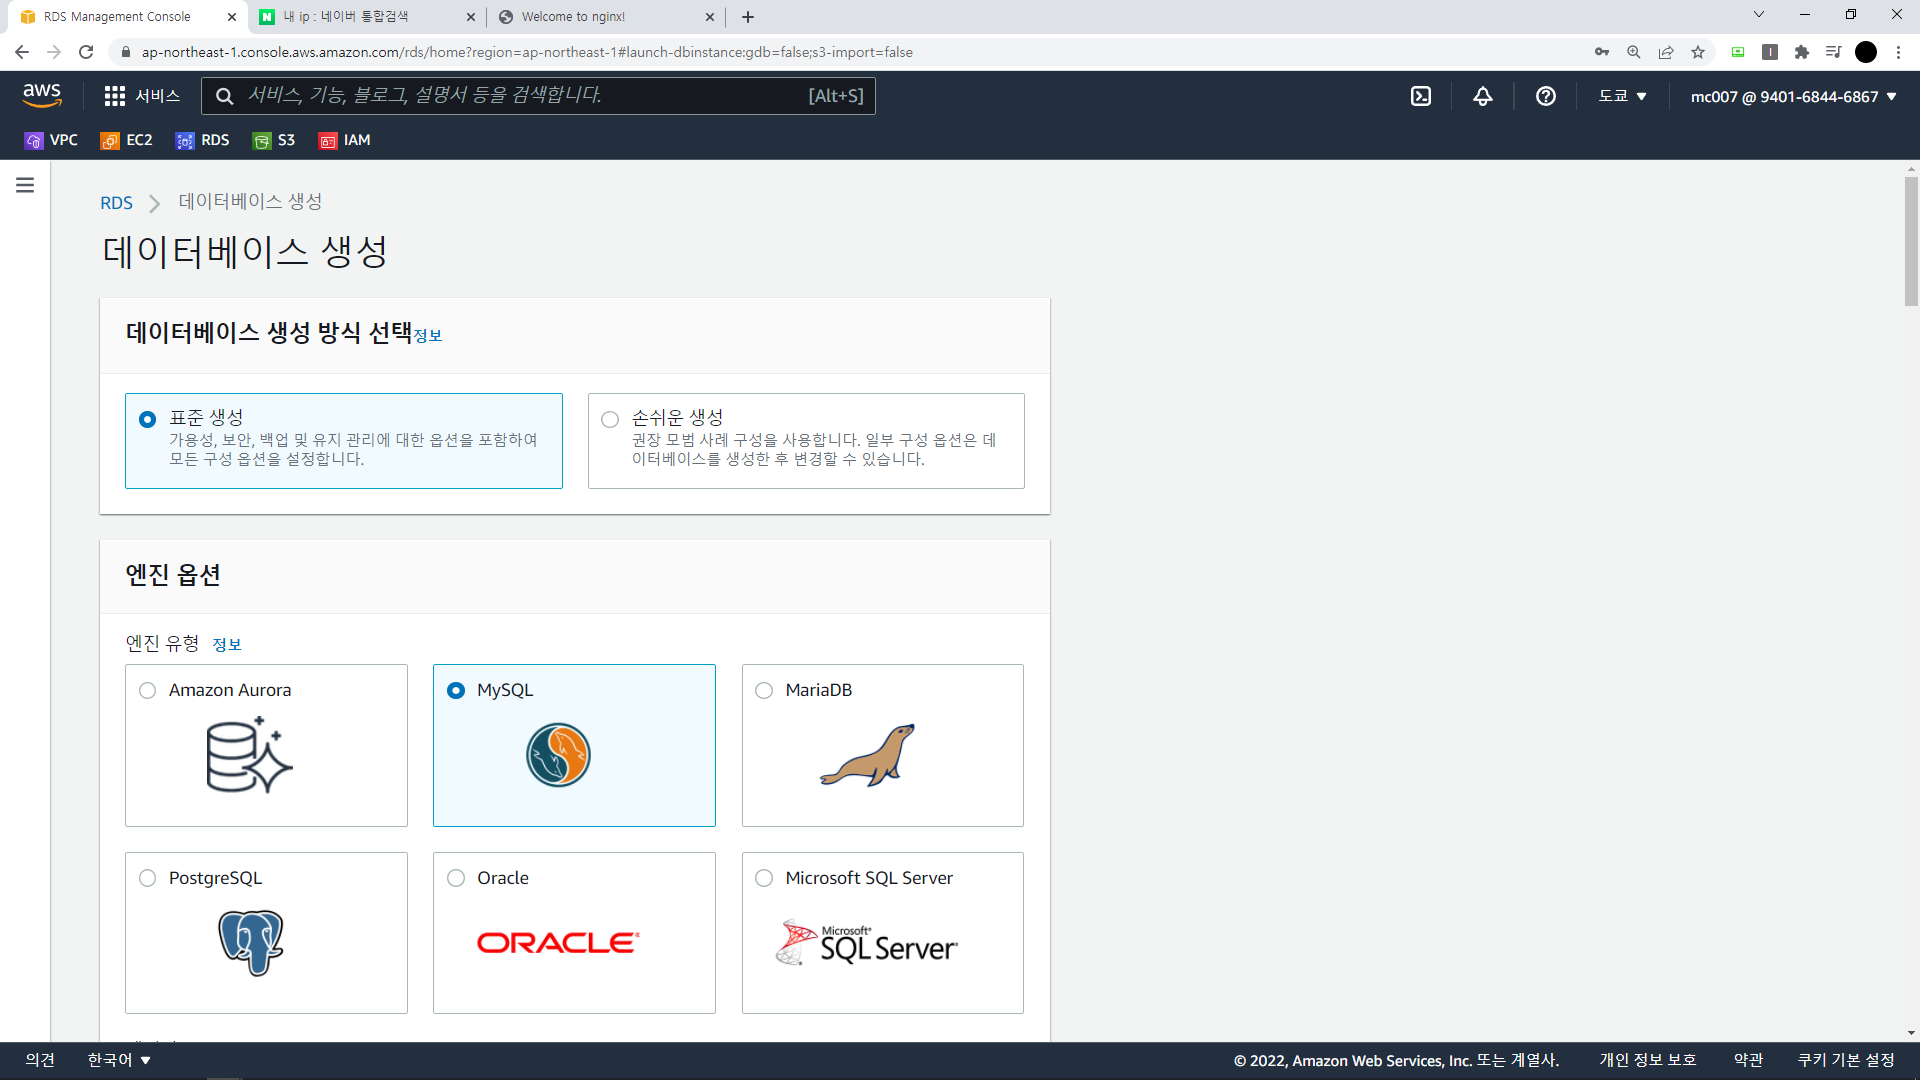 RDS Management Console
내 ip : 네이버 통합검색
Welcome to nginx!
ap-northeast-1.console.aws.amazon.com/rds/home?region=ap-northeast-1#launch-dbinstance:gdb=false;s3-import=false
aws
서비스
서비스, 기능, 블로그, 설명서 등을 검색합니다.
[Alt+S]
도쿄
mc007 @ 9401-6844-6867
VPC
EC2
RDS
S3
IAM
RDS
데이터베이스 생성
데이터베이스 생성
데이터베이스 생성 방식 선택정보
표준 생성
가용성, 보안, 백업 및 유지 관리에 대한 옵션을 포함하여
모든 구성 옵션을 설정합니다.
손쉬운 생성
권장 모범 사례 구성을 사용합니다. 일부 구성 옵션은 데
이터베이스를 생성한 후 변경할 수 있습니다.
엔진 옵션
엔진 유형 정보
Amazon Aurora
MySQL
MariaDB
PostgreSQL
Oracle
ORACLE
Microsoft SQL Server
Microsoft
SQL Server
의견
한국어
© 2022, Amazon Web Services, Inc. 또는 계열사.
개인 정보 보호
약관
쿠키 기본 설정